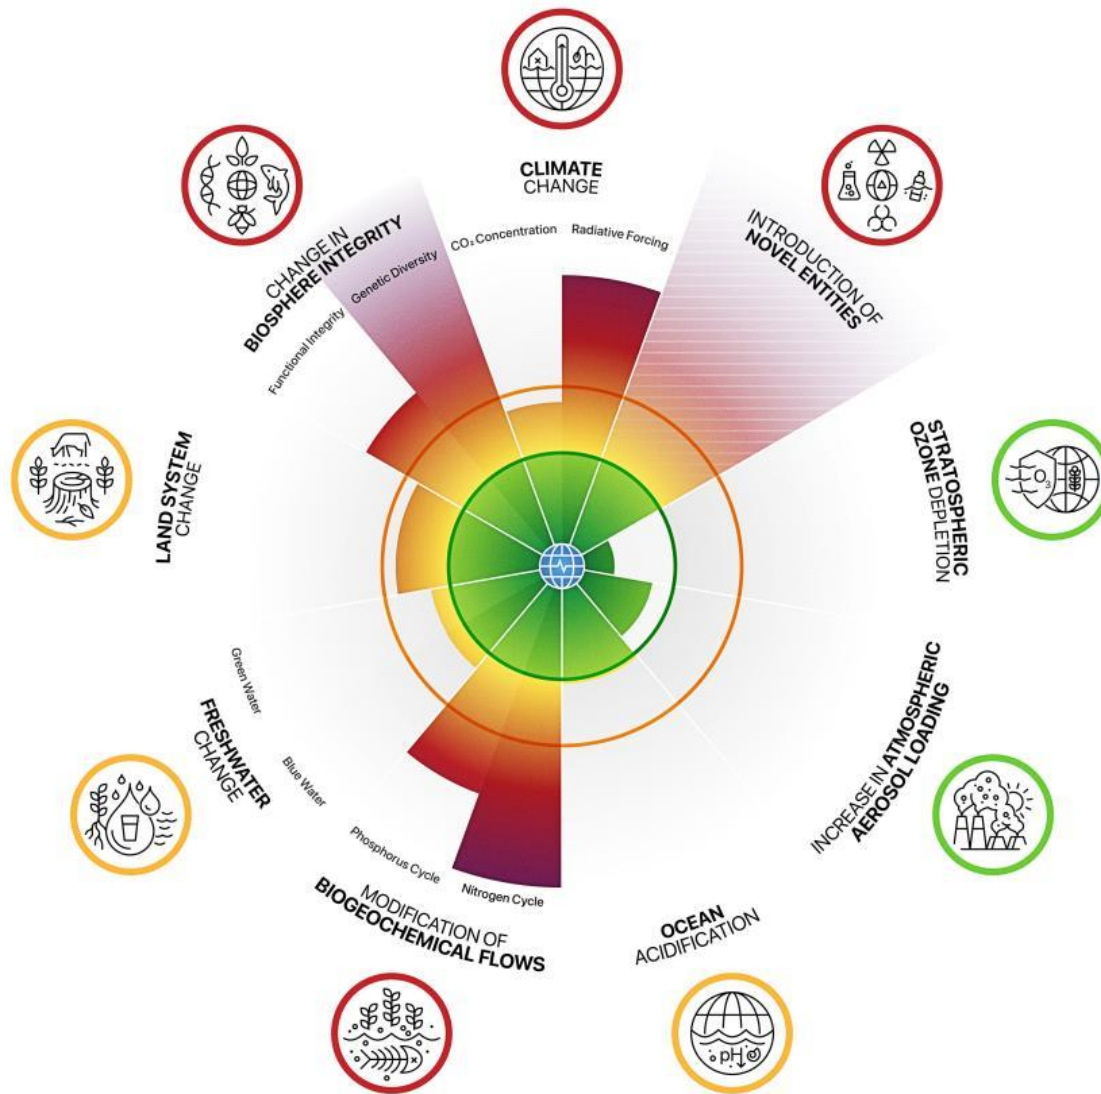 CLIMATE
CHANGE
CO₂ Concentration
Radiative Forcing
INTRODUCTION OF
NOVEL ENTITIES
STRATOSPHERIC
OZONE DEPLETION
O₃
INCREASE IN ATMOSPHERIC
AEROSOL LOADING
OCEAN
ACIDIFICATION
pH
MODIFICATION OF
BIOGEOCHEMICAL FLOWS
Phosphorus Cycle
Nitrogen Cycle
FRESHWATER
CHANGE
Green Water
Blue Water
LAND SYSTEM
CHANGE
CHANGE IN
BIOSPHERE INTEGRITY
Functional Integrity
Genetic Diversity